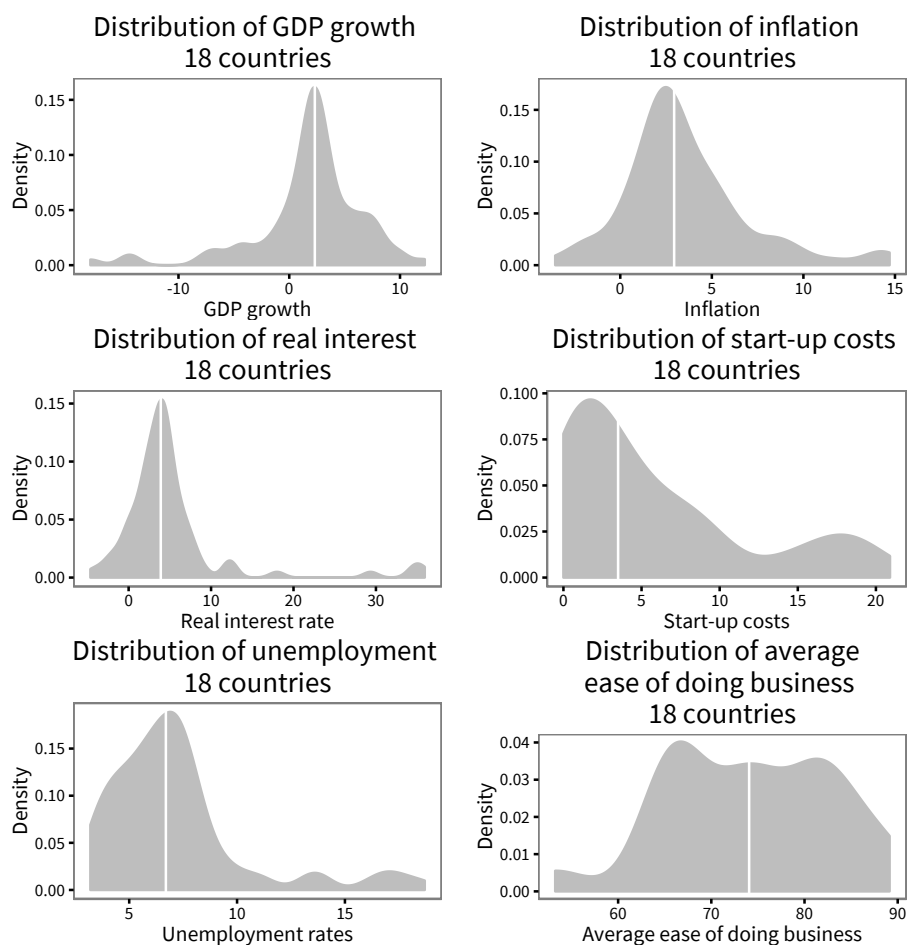 Distribution of GDP growth
18 countries
Density
0.15
0.10
0.05
0.00
-10
0
10
GDP growth
Distribution of inflation
18 countries
Density
0.15
0.10
0.05
0.00
0
5
10
15
Inflation
Distribution of real interest
18 countries
Density
0.15
0.10
0.05
0.00
0
10
20
30
Real interest rate
Distribution of start-up costs
18 countries
Density
0.100
0.075
0.050
0.025
0.000
0
5
10
15
20
Start-up costs
Distribution of unemployment
18 countries
Density
0.15
0.10
0.05
0.00
5
10
15
Unemployment rates
Distribution of average
ease of doing business
18 countries
Density
0.04
0.03
0.02
0.01
0.00
60
70
80
90
Average ease of doing business